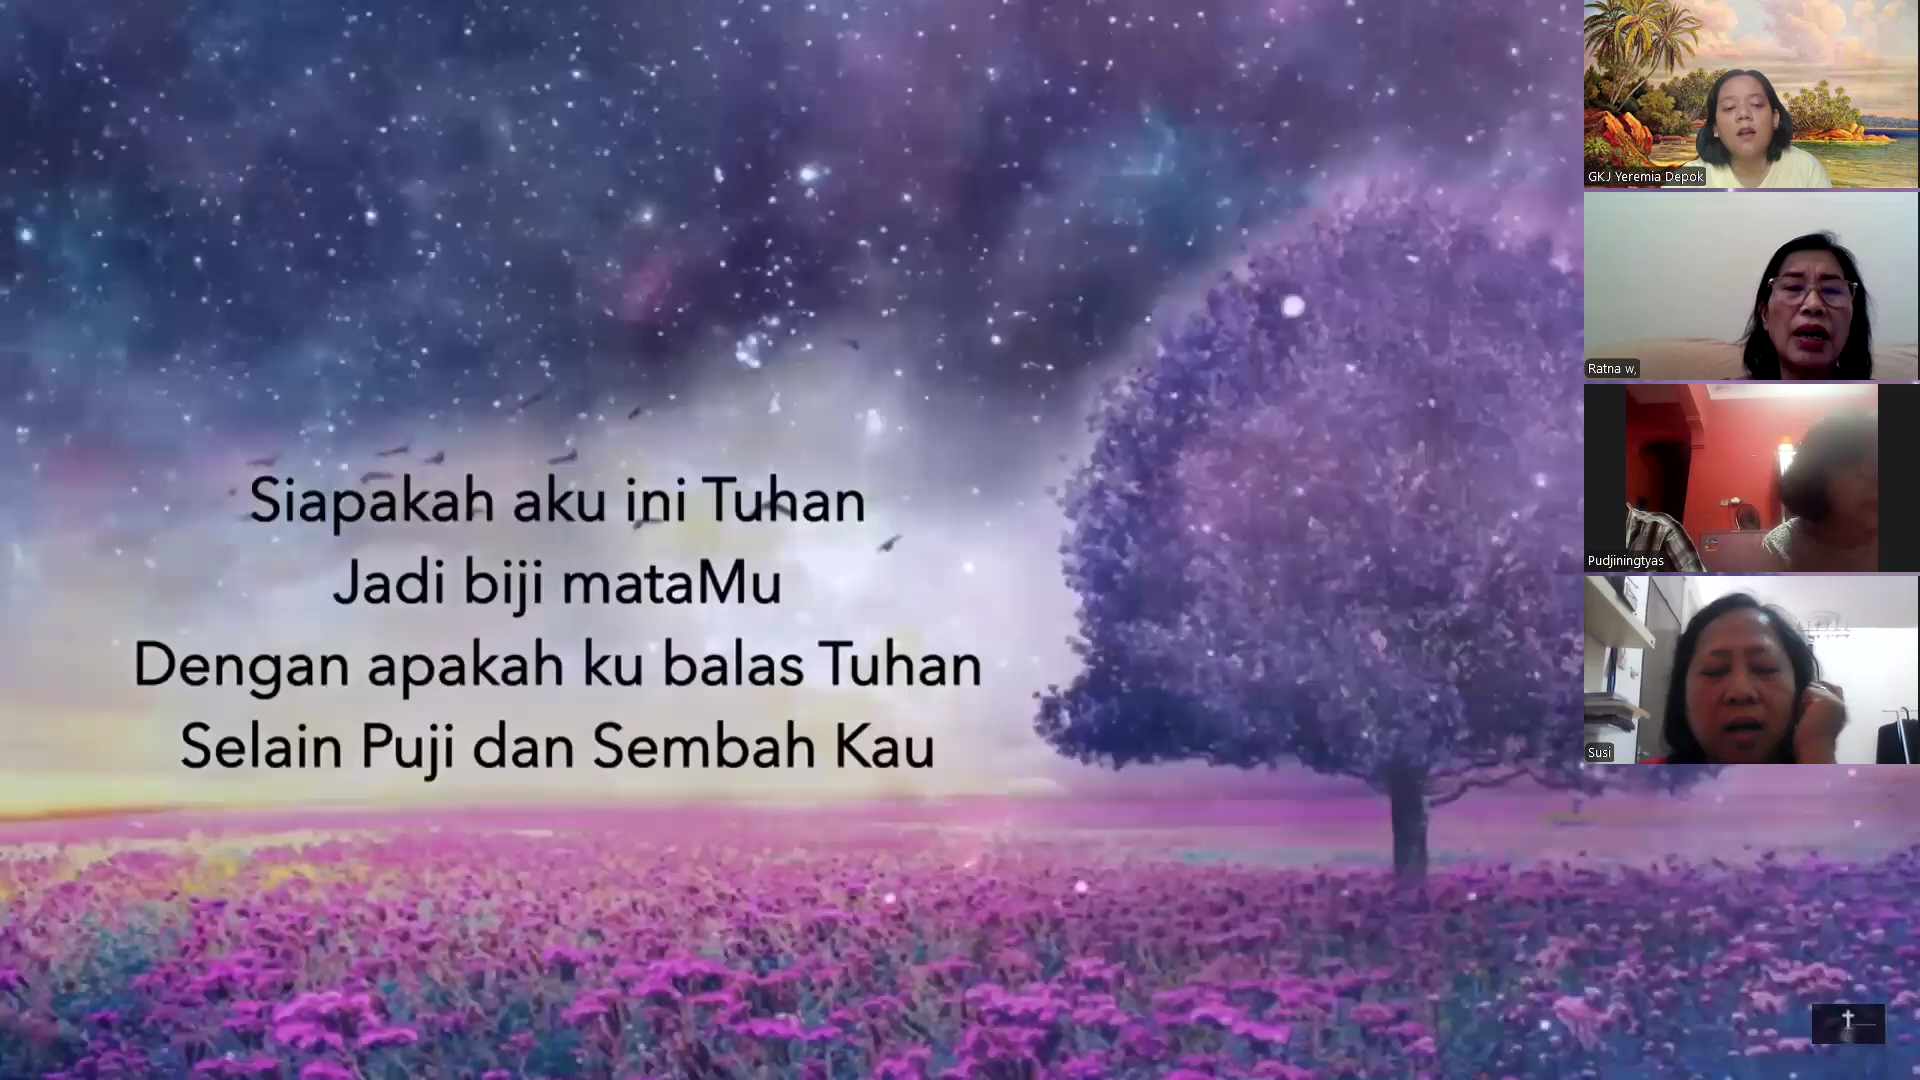 Siapakah aku ini Tuhan
Jadi biji mataMu
Dengan apakah ku balas Tuhan
Selain Puji dan Sembah Kau
GKJ Yeremia Depok
Ratna w,
Pudjiningtyas
Susi